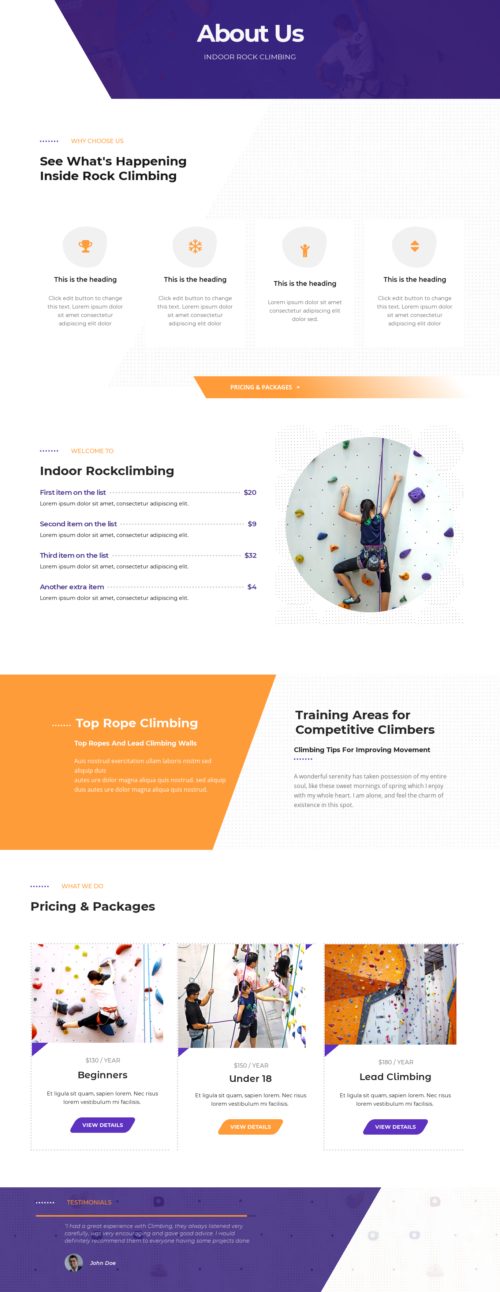 About Us
INDOOR ROCK CLIMBING
WHY CHOOSE US
See What's Happening
Inside Rock Climbing
This is the heading
Click edit button to change
this text. Lorem ipsum dolor
sit amet consectetur
adipiscing elit dolor
This is the heading
Click edit button to change
this text. Lorem ipsum dolor
sit amet consectetur
adipiscing elit dolor
This is the heading
Lorem ipsum dolor sit amet
consectetur adipiscing elit
dolor sed.
This is the heading
Click edit button to change
this text. Lorem ipsum dolor
sit amet consectetur
adipiscing elit dolor
PRICING & PACKAGES
WELCOME TO
Indoor Rockclimbing
First item on the list $20
Lorem ipsum dolor sit amet, consectetur adipiscing elit.
Second item on the list $9
Lorem ipsum dolor sit amet, consectetur adipiscing elit.
Third item on the list $32
Lorem ipsum dolor sit amet, consectetur adipiscing elit.
Another extra item $4
Lorem ipsum dolor sit amet, consectetur adipiscing elit.
Top Rope Climbing
Top Ropes And Lead Climbing Walls
Auis nostrud exercitation ullam laboris nisitm sed
aliquip duis
autes ure dolor magna aliqua quis nostrud. sed aliquip
duis autes ure dolor magna aliqua quis nostrud.
Training Areas for
Competitive Climbers
Climbing Tips For Improving Movement
A wonderful serenity has taken possession of my entire
soul, like these sweet mornings of spring which I enjoy
with my whole heart. I am alone, and feel the charm of
existence in this spot.
WHAT WE DO
Pricing & Packages
$130 / YEAR
Beginners
Et ligula sit quam, sapien lorem. Nec risus
lorem vestibulum mi facilisis.
VIEW DETAILS
$150 / YEAR
Under 18
Et ligula sit quam, sapien lorem. Nec risus
lorem vestibulum mi facilisis.
VIEW DETAILS
$180 / YEAR
Lead Climbing
Et ligula sit quam, sapien lorem. Nec risus
lorem vestibulum mi facilisis.
VIEW DETAILS
TESTIMONIALS
"I had a great experience with Climbing, they always listened very
carefully, was very encouraging and gave good advice. I would
definitely recommend them to everyone having some projects done.
John Doe